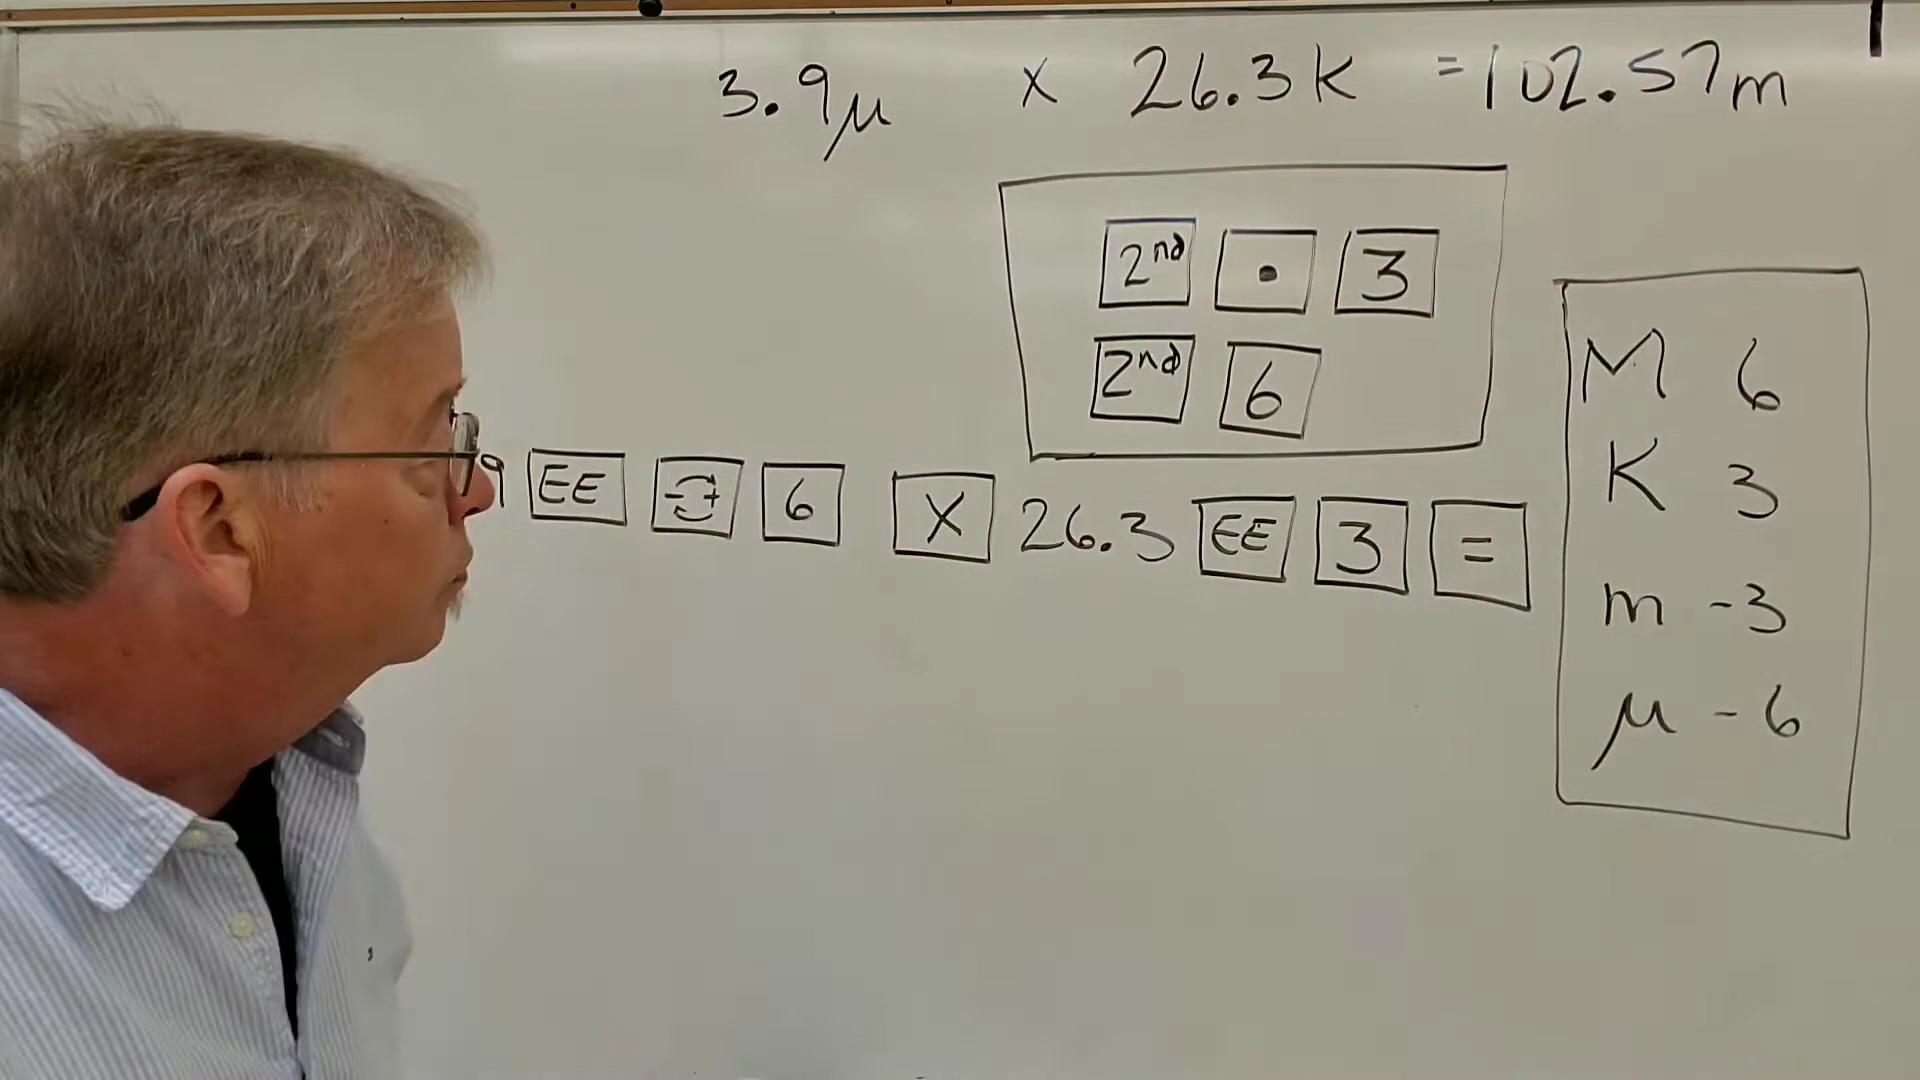 3.9μ x 26.3K =102.57m
2nd . 3
2nd 6
9 EE -+ 6 X 26.3 EE 3 =
M 6
K 3
m -3
μ -6